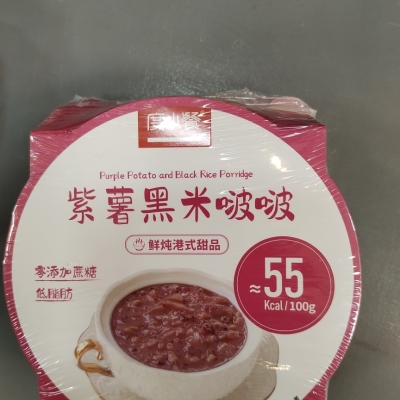 Purple Potato and Black Rice Porridge
紫薯黑米啵啵
鲜炖港式甜品
零添加蔗糖
低脂肪
≈55
Kcal/100g